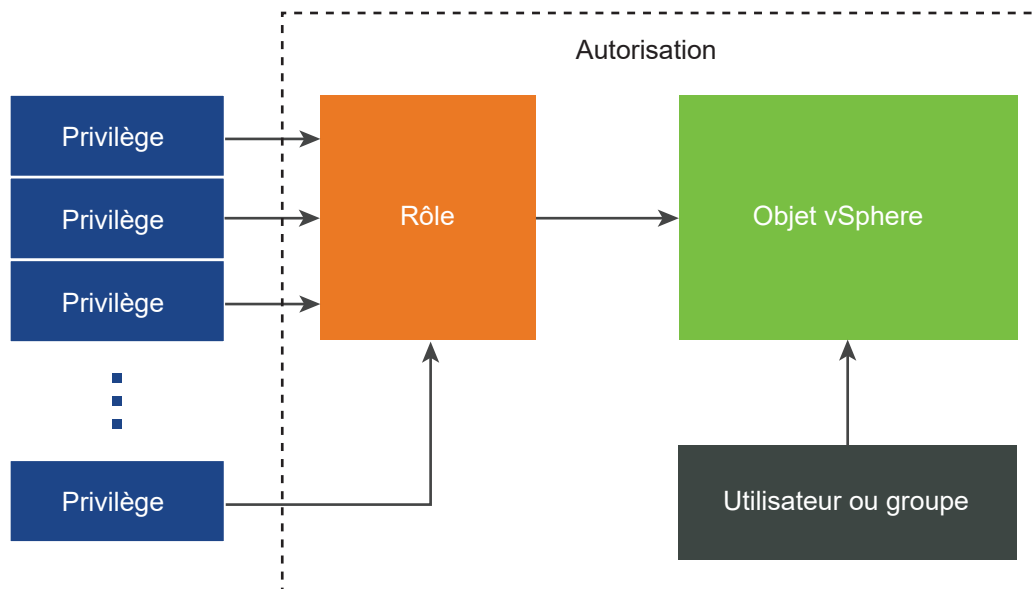 Autorisation
Privilège
Privilège
Privilège
Rôle
Objet vSphere
Privilège
Utilisateur ou groupe